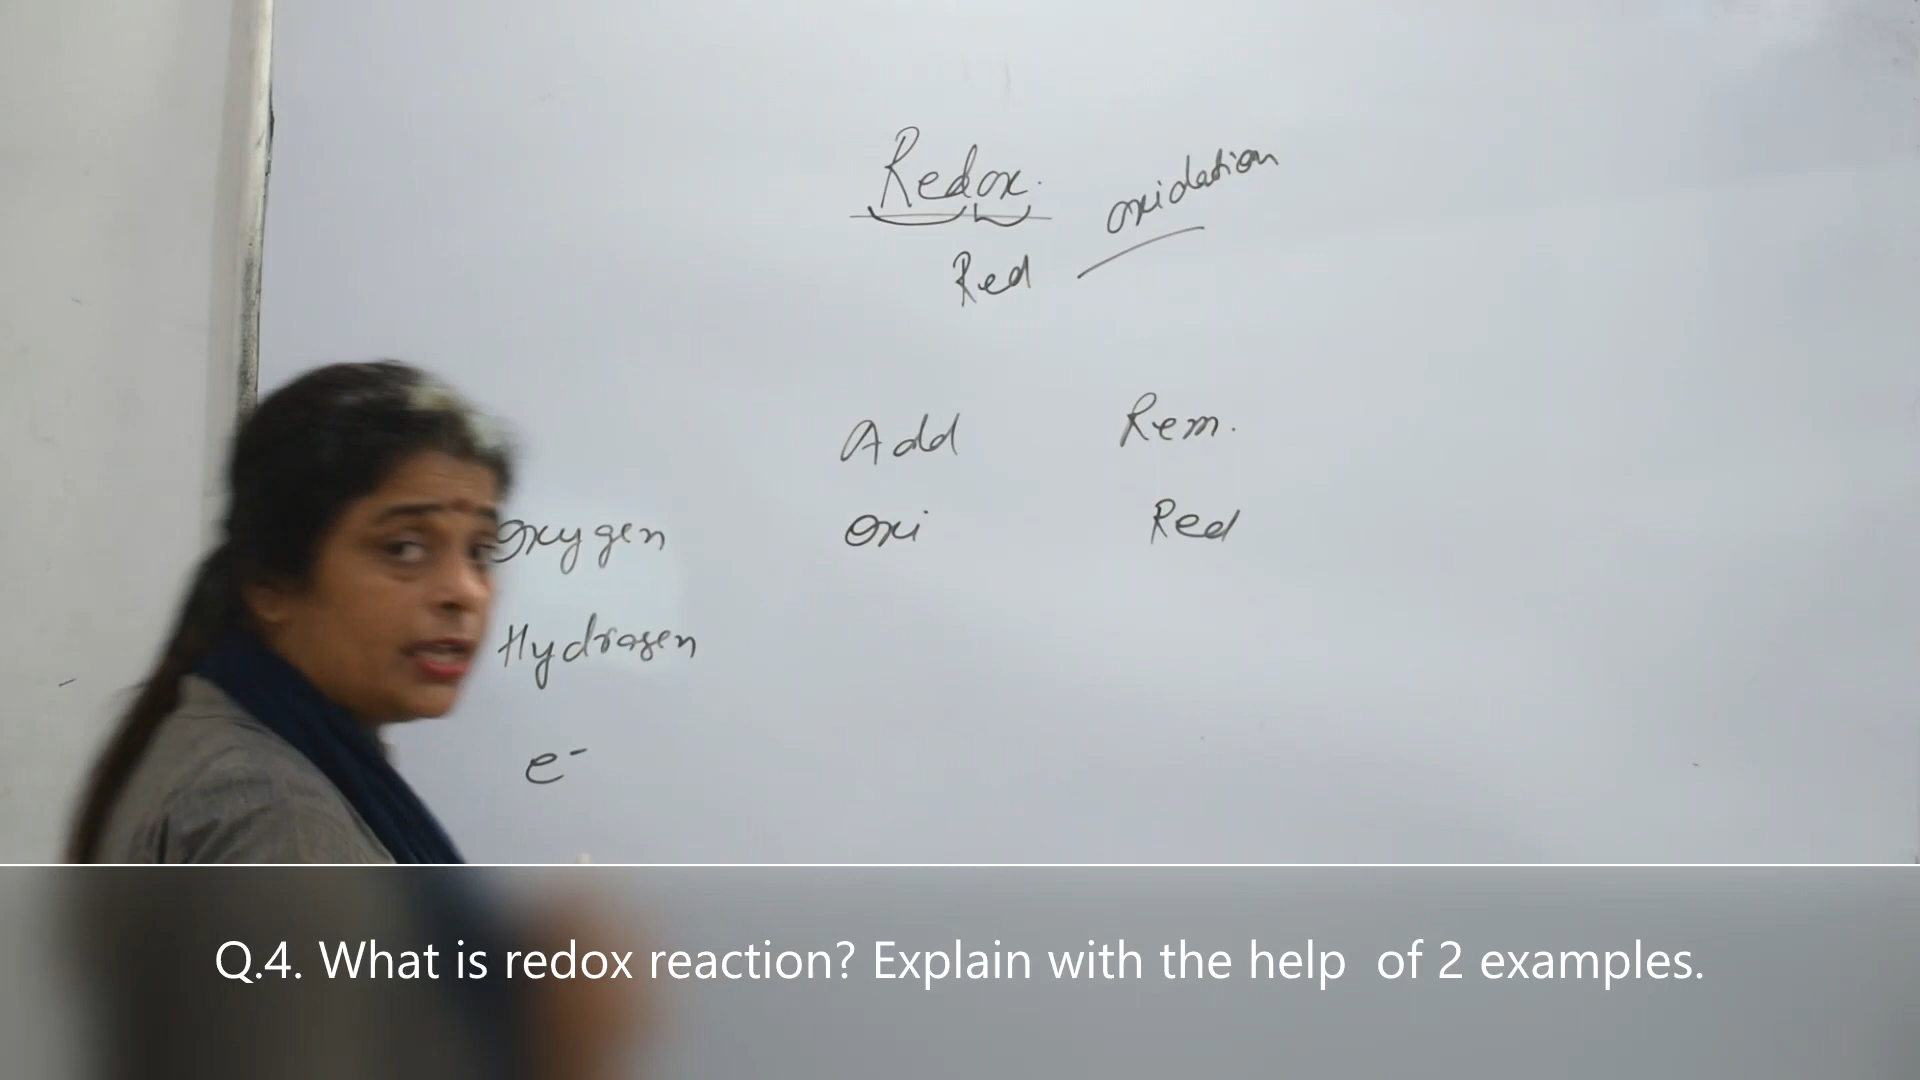 Redox.
oxidation
Red
Add Rem.
Oxygen Oxi Red
Hydrogen
e⁻
Q.4. What is redox reaction? Explain with the help of 2 examples.